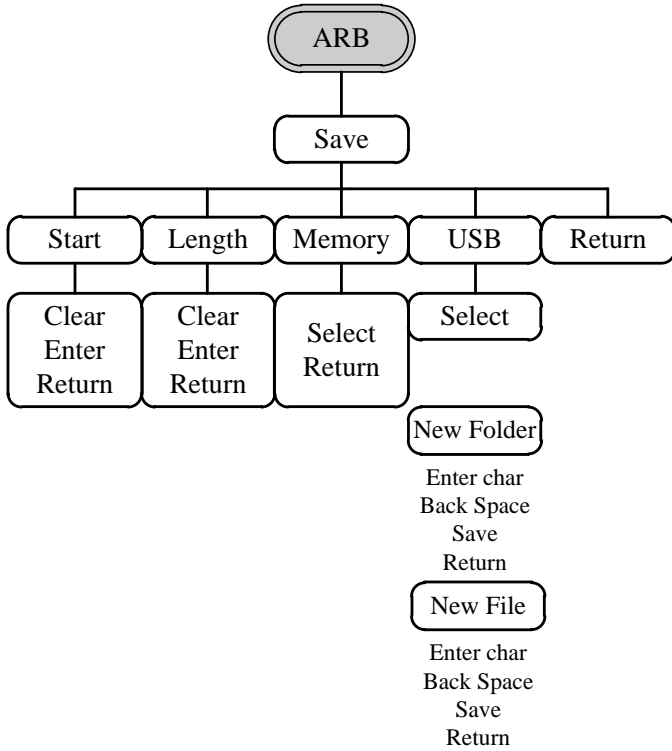 ARB
Save
Start
Length
Memory
USB
Return
Clear
Enter
Return
Clear
Enter
Return
Select
Return
Select
New Folder
Enter char
Back Space
Save
Return
New File
Enter char
Back Space
Save
Return